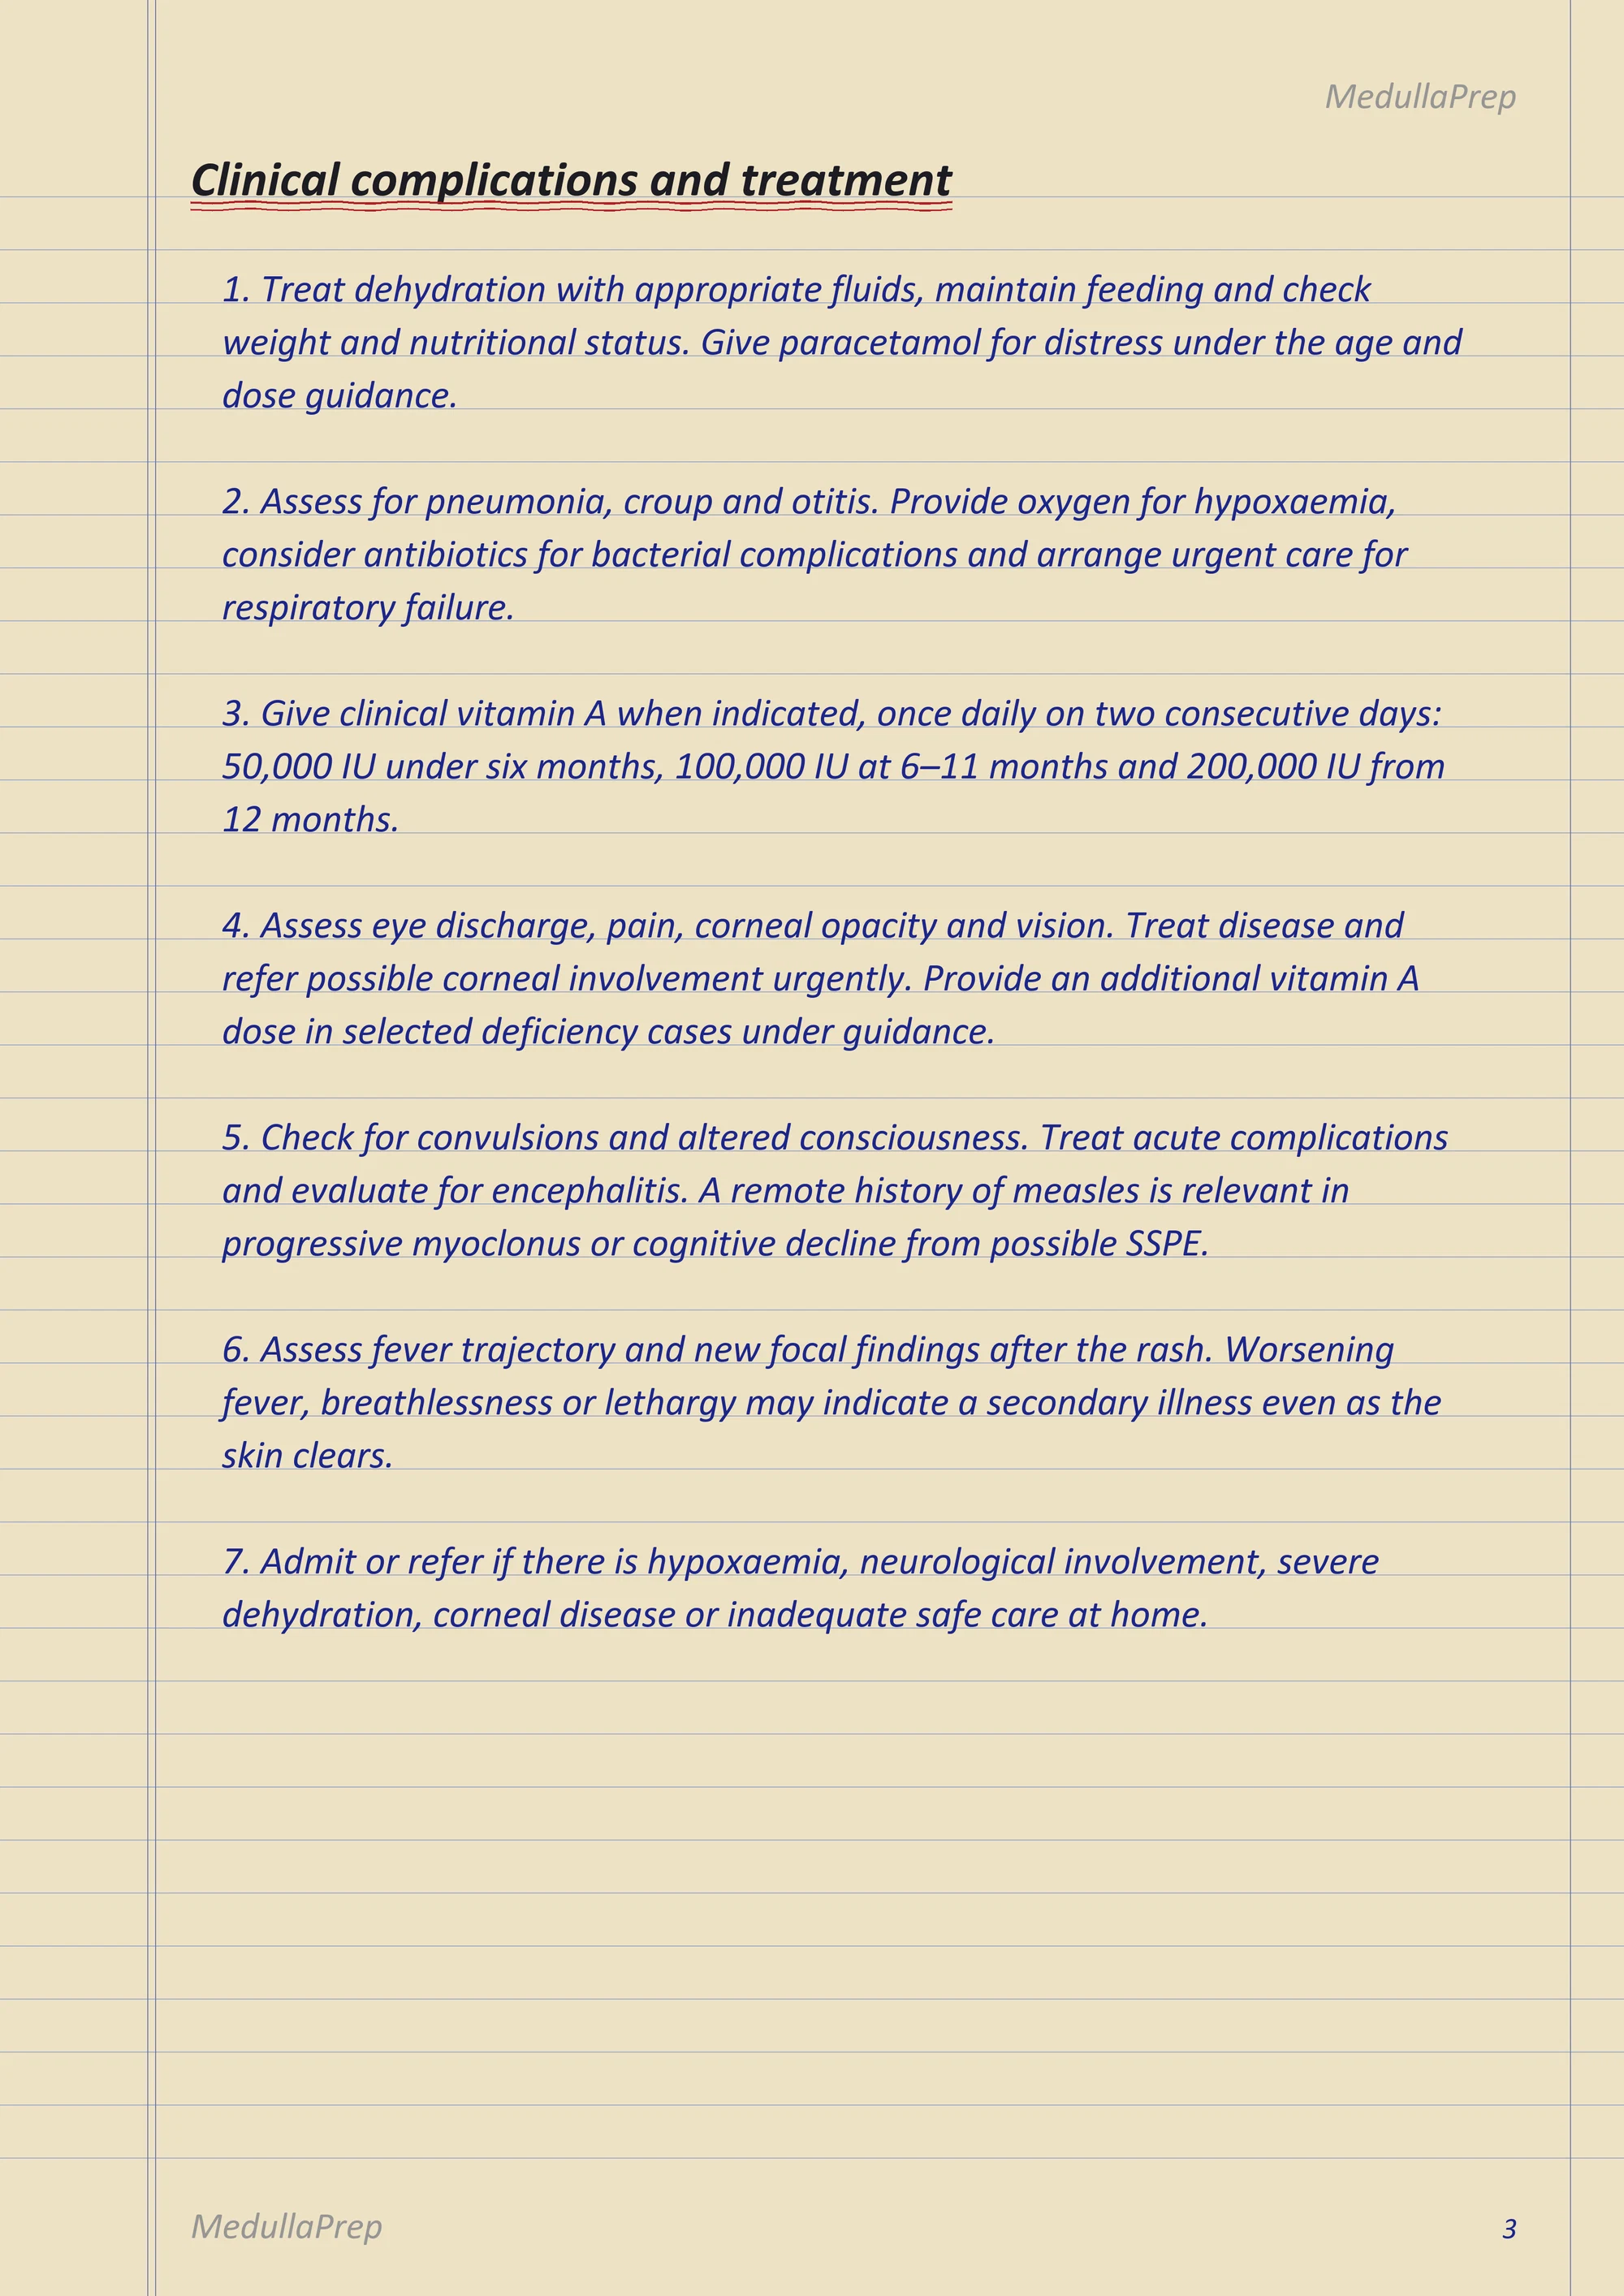 MedullaPrep
Clinical complications and treatment
1. Treat dehydration with appropriate fluids, maintain feeding and check
weight and nutritional status. Give paracetamol for distress under the age and
dose guidance.
2. Assess for pneumonia, croup and otitis. Provide oxygen for hypoxaemia,
consider antibiotics for bacterial complications and arrange urgent care for
respiratory failure.
3. Give clinical vitamin A when indicated, once daily on two consecutive days:
50,000 IU under six months, 100,000 IU at 6–11 months and 200,000 IU from
12 months.
4. Assess eye discharge, pain, corneal opacity and vision. Treat disease and
refer possible corneal involvement urgently. Provide an additional vitamin A
dose in selected deficiency cases under guidance.
5. Check for convulsions and altered consciousness. Treat acute complications
and evaluate for encephalitis. A remote history of measles is relevant in
progressive myoclonus or cognitive decline from possible SSPE.
6. Assess fever trajectory and new focal findings after the rash. Worsening
fever, breathlessness or lethargy may indicate a secondary illness even as the
skin clears.
7. Admit or refer if there is hypoxaemia, neurological involvement, severe
dehydration, corneal disease or inadequate safe care at home.
MedullaPrep
3